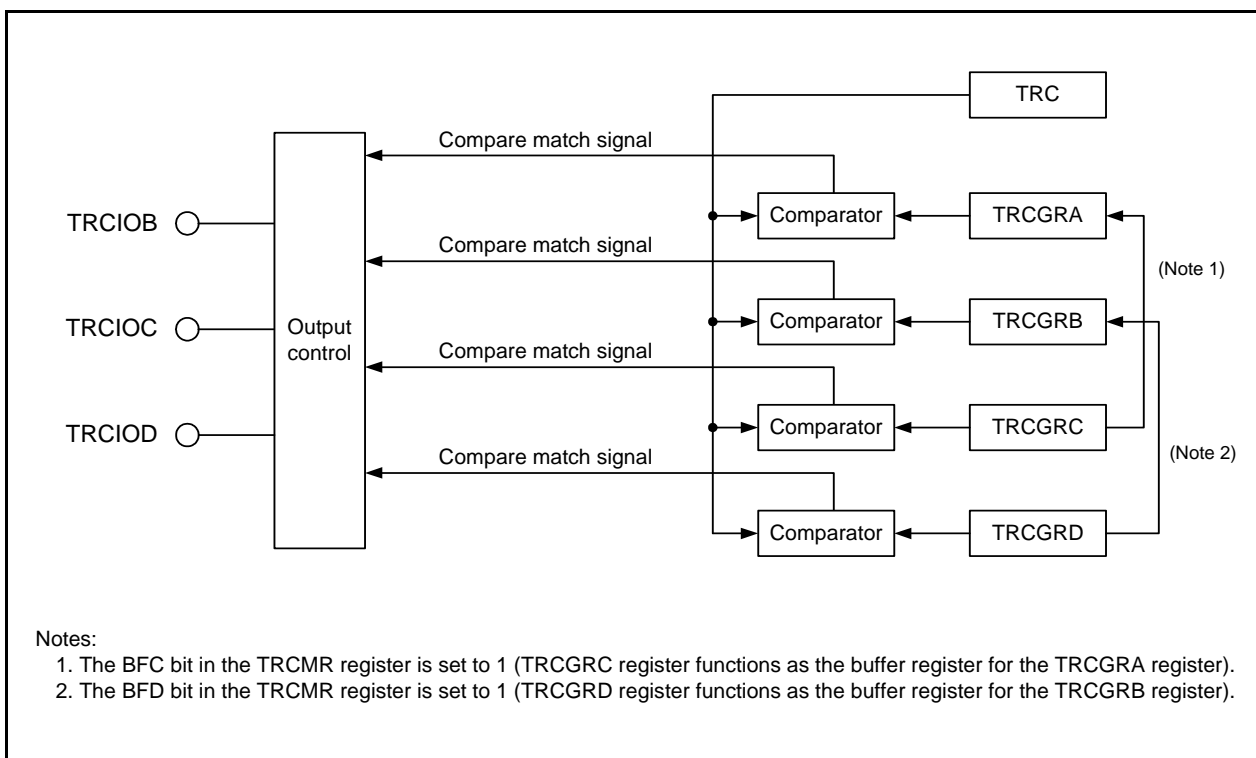 TRC
Compare match signal
Comparator
TRCGRA
TRCIOB
Compare match signal
(Note 1)
Comparator
TRCGRB
TRCIOC
Output
control
Compare match signal
Comparator
TRCGRC
TRCIOD
Compare match signal
(Note 2)
Comparator
TRCGRD
Notes:
1. The BFC bit in the TRCMR register is set to 1 (TRCGRC register functions as the buffer register for the TRCGRA register).
2. The BFD bit in the TRCMR register is set to 1 (TRCGRD register functions as the buffer register for the TRCGRB register).